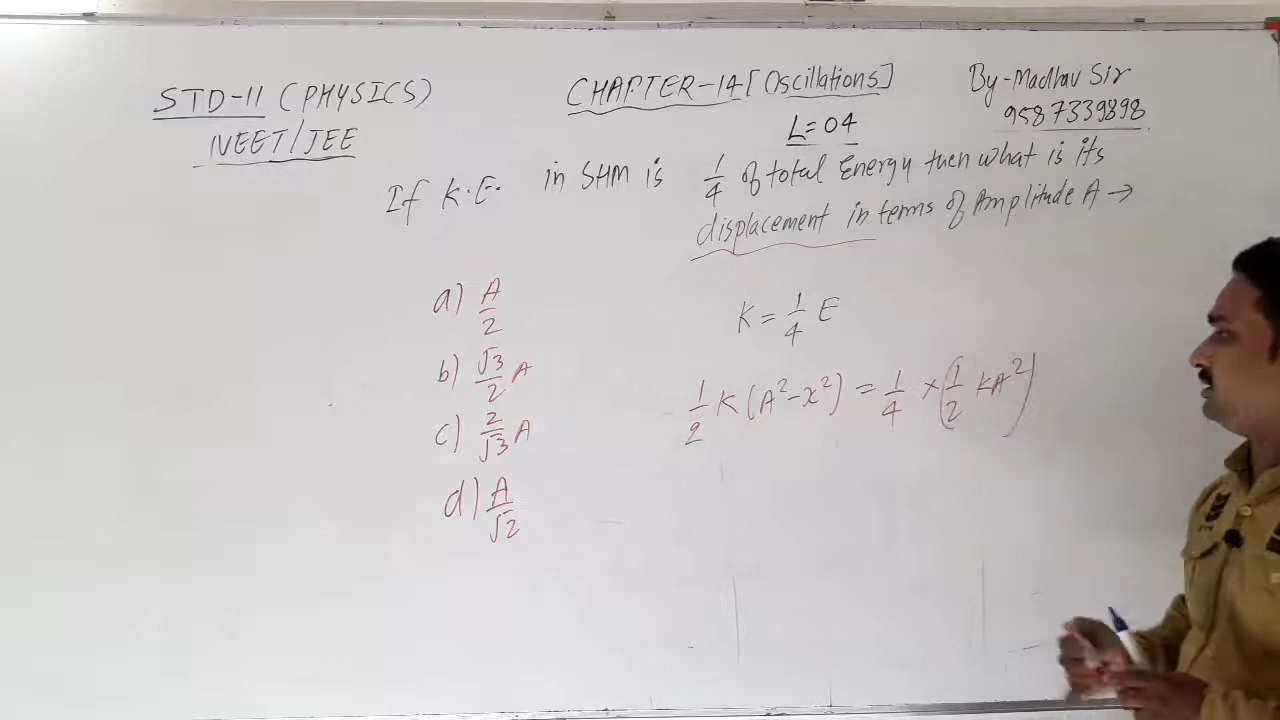 STD-11 (PHYSICS)
NEET/JEE
CHAPTER-14 [Oscillations]
L=04
By-Madhav Sir
9587339898
If K.E. in SHM is 1/4 of total Energy then what is its
displacement in terms of Amplitude A →
a) A/2
b) √3/2 A
c) 2/√3 A
d) A/√2
K = 1/4 E
1/2 K (A²-x²) = 1/4 × (1/2 KA²)